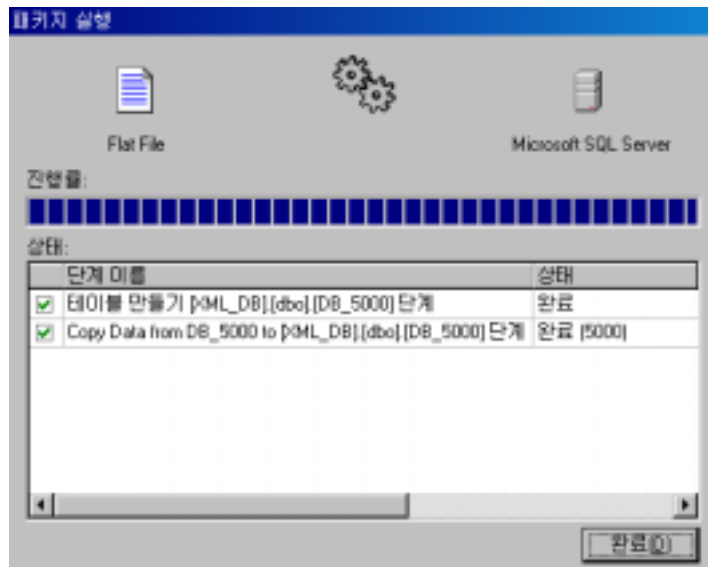 패키지 실행
Flat File
Microsoft SQL Server
진행률:
상태:
단계 이름 상태
테이블 만들기 [XML_DB].[dbo].[DB_5000] 단계 완료
Copy Data from DB_5000 to [XML_DB].[dbo].[DB_5000] 단계 완료 (5000)
완료(D)